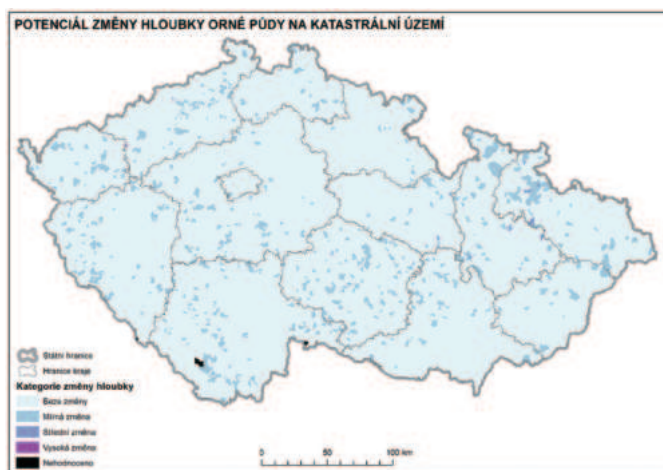 POTENCIÁL ZMĚNY HLOUBKY ORNÉ PŮDY NA KATASTRÁLNÍ ÚZEMÍ
Státní hranice
Hranice kraje
Kategorie změny hloubky
Beze změny
Mírná změna
Střední změna
Vysoká změna
Nehodnoceno
0 50 100 km